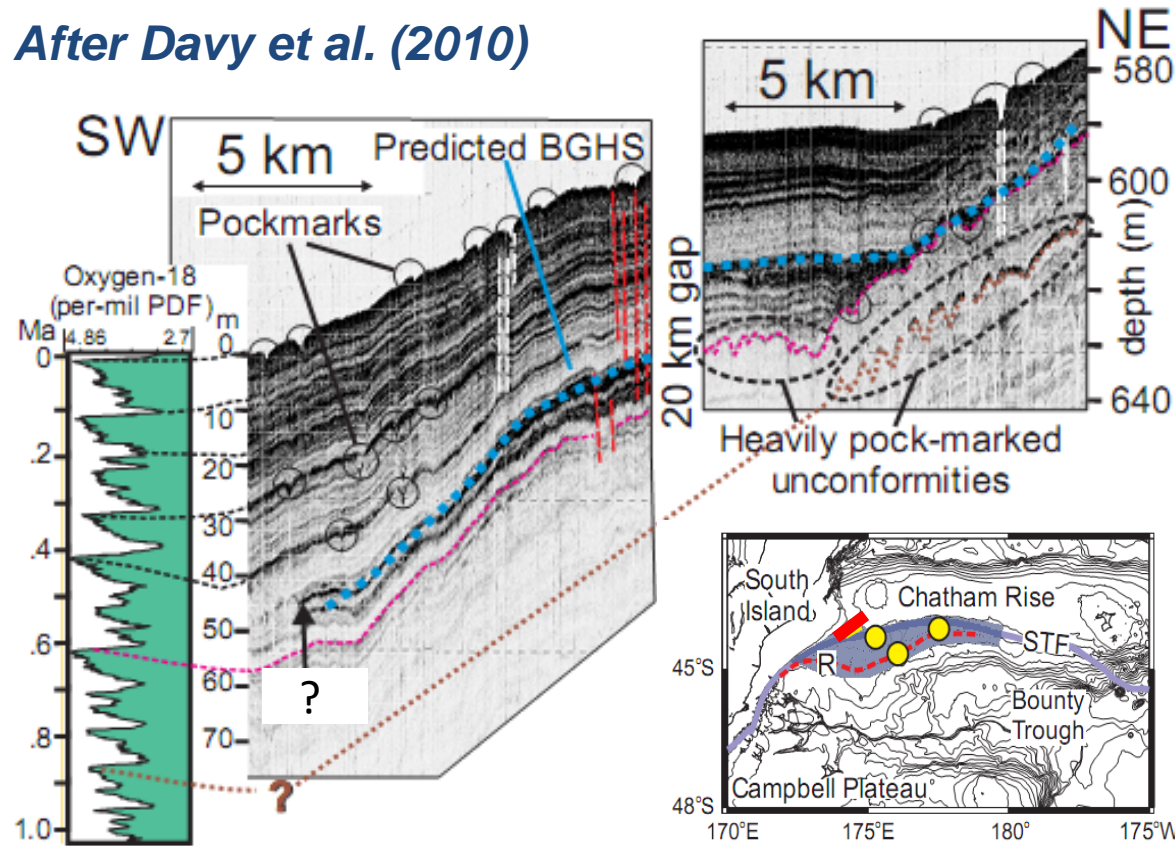 After Davy et al. (2010)
NE
580
5 km
600
depth (m)
640
20 km gap
Heavily pock-marked
unconformities
SW
5 km
Predicted BGHS
Pockmarks
Oxygen-18
(per-mil PDF)
Ma
4.86
2.7
m
0
.2
.4
.6
.8
1.0
0
10
20
30
40
50
60
70
?
?
South
Island
Chatham Rise
STF
R
45°S
Bounty
Trough
Campbell Plateau
48°S
170°E
175°E
180°
175°W